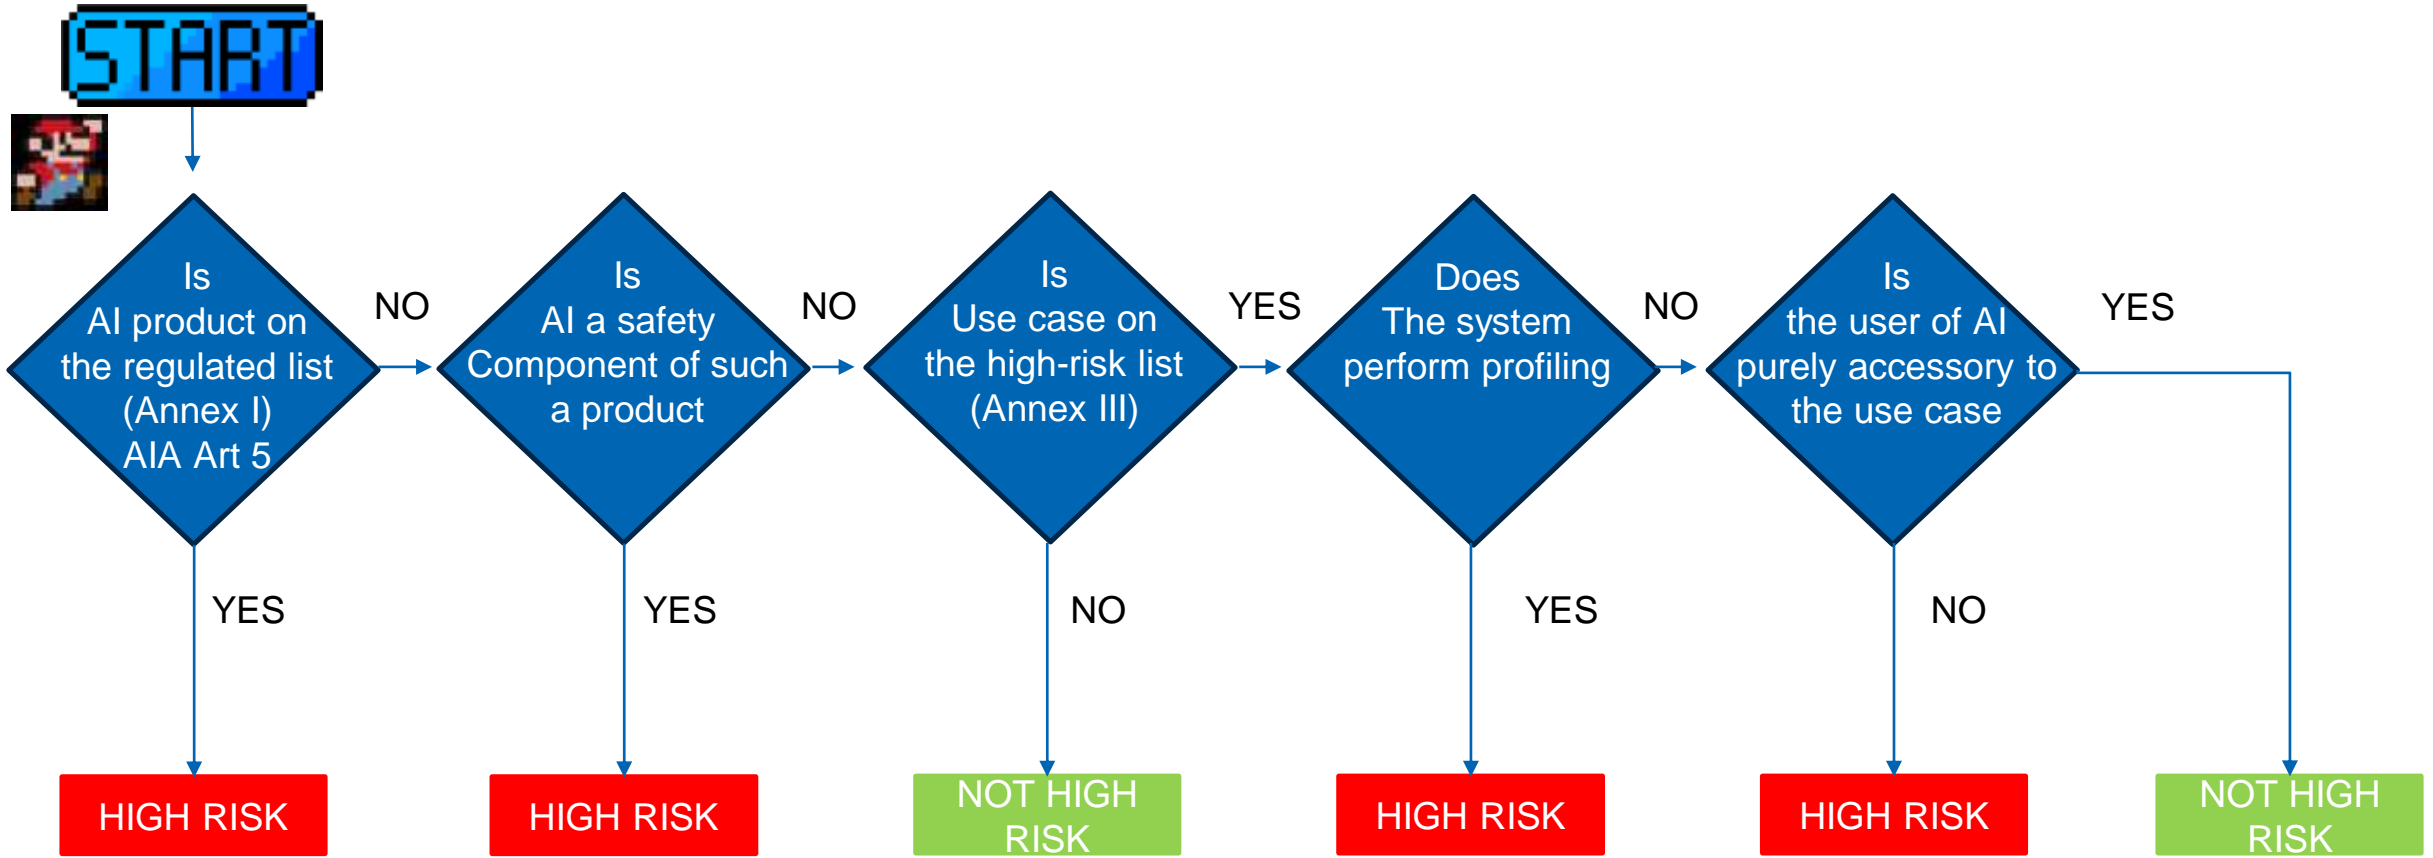 START
Is
AI product on
the regulated list
(Annex I)
AIA Art 5
NO
YES
HIGH RISK
Is
AI a safety
Component of such
a product
NO
YES
HIGH RISK
Is
Use case on
the high-risk list
(Annex III)
YES
NO
NOT HIGH
RISK
Does
The system
perform profiling
NO
YES
HIGH RISK
Is
the user of AI
purely accessory to
the use case
YES
NO
HIGH RISK
NOT HIGH
RISK